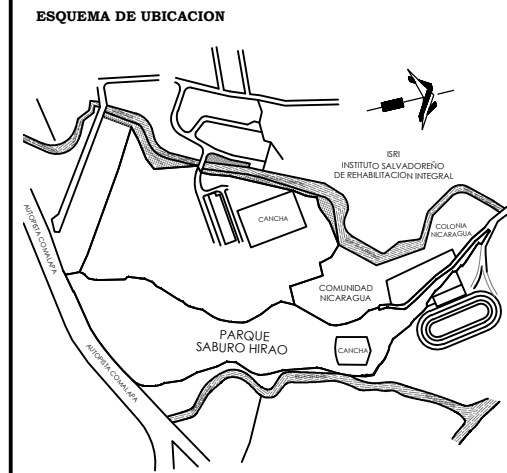 ESQUEMA DE UBICACION
ISRI
INSTITUTO SALVADOREÑO
DE REHABILITACION INTEGRAL
AUTOPISTA COMALAPA
CANCHA
COLONIA
NICARAGUA
COMUNIDAD
NICARAGUA
PARQUE
SABURO HIRAO
CANCHA
AUTOPISTA COMALAPA